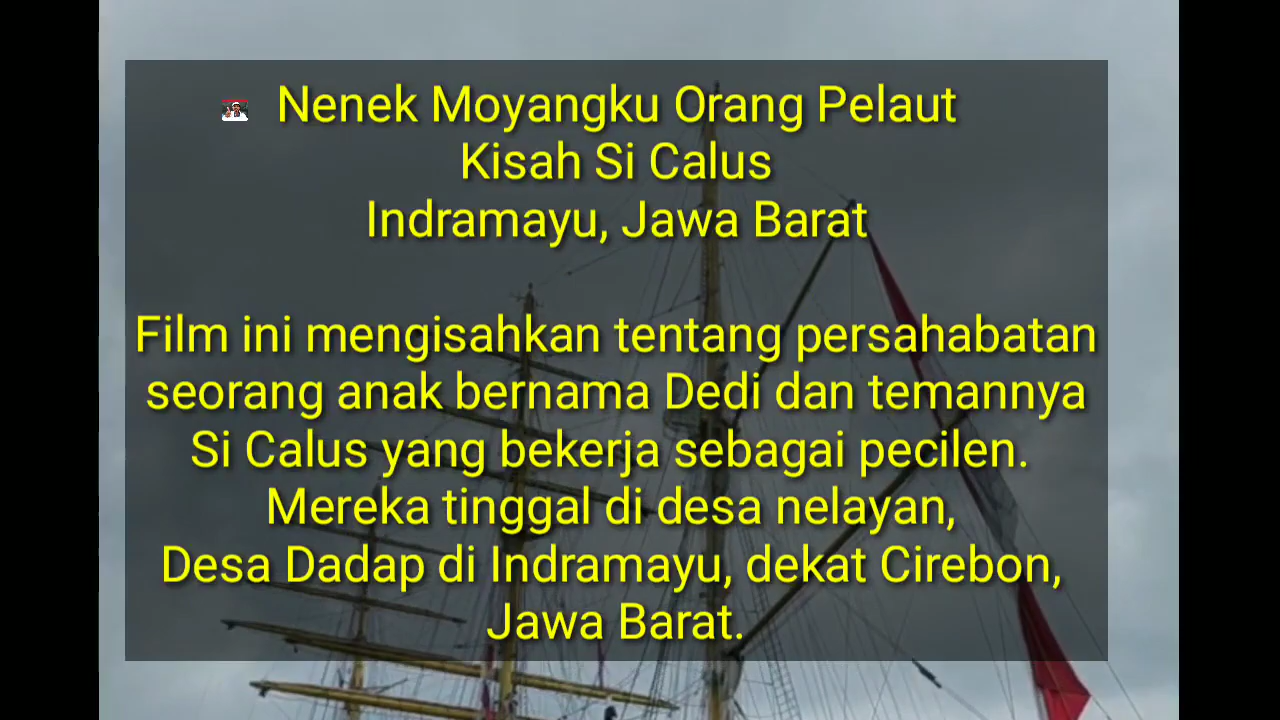 Nenek Moyangku Orang Pelaut
Kisah Si Calus
Indramayu, Jawa Barat
Film ini mengisahkan tentang persahabatan
seorang anak bernama Dedi dan temannya
Si Calus yang bekerja sebagai pecilen.
Mereka tinggal di desa nelayan,
Desa Dadap di Indramayu, dekat Cirebon,
Jawa Barat.